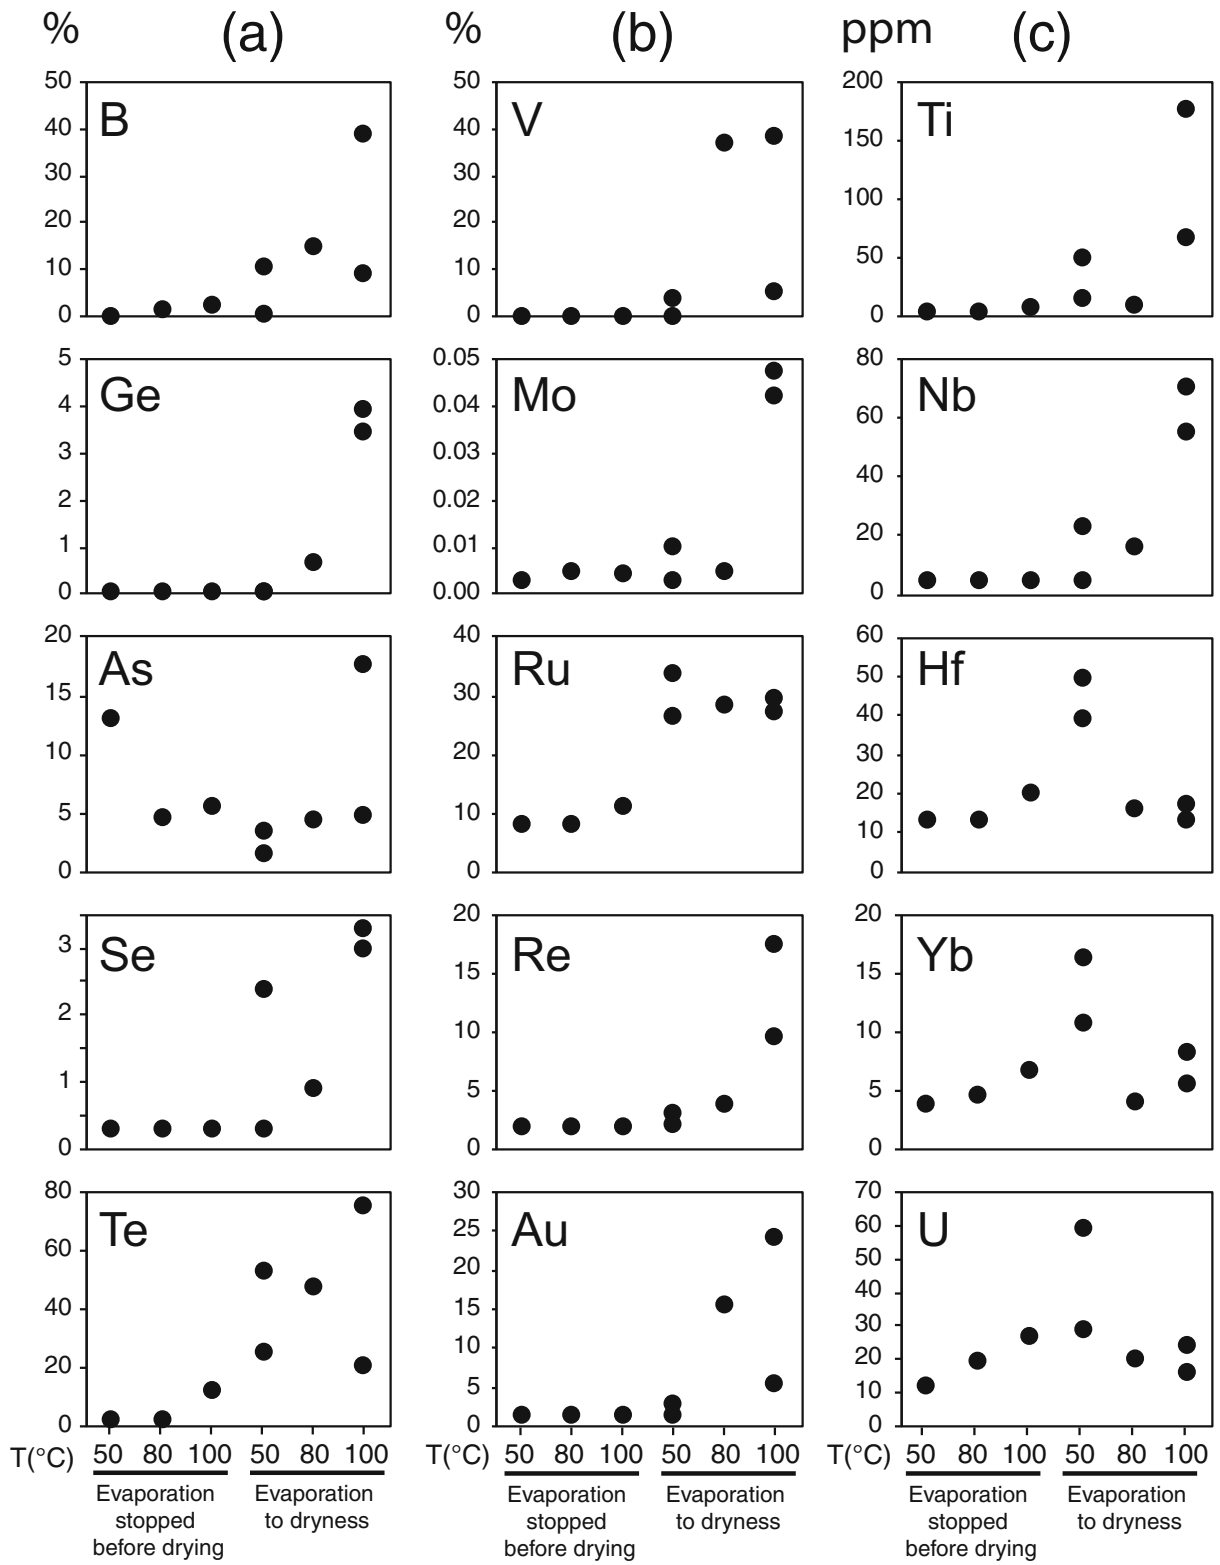 % (a) % (b) ppm (c)
50 50 200
B V Ti
40 40 150
30 30
20 20 100
10 10 50
0 0 0
5 0.05 80
Ge Mo Nb
4 0.04 60
3 0.03 40
2 0.02
1 0.01 20
0 0.00 0
20 40 60
As Ru Hf
15 30 50
40
10 20 30
5 10 20
10
0 0 0
20 20
3 Se Re Yb
15 15
2 10 10
1 5 5
0 0 0
80 30 70
Te Au U
60 25 60
20 50
40 15 40
30
20 10 20
5 10
0 0 0
T(°C) 50 80 100 50 80 100 50 80 100 50 80 100 T(°C) 50 80 100 50 80 100
Evaporation Evaporation Evaporation Evaporation Evaporation Evaporation
stopped to dryness stopped to dryness stopped to dryness
before drying before drying before drying